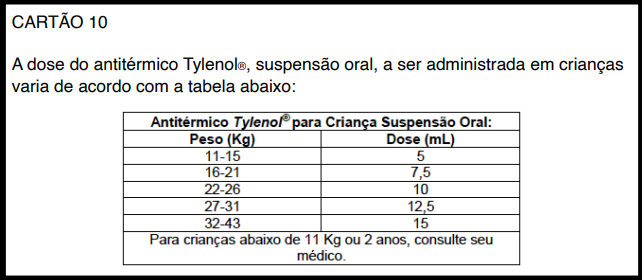 CARTÃO 10
A dose do antitérmico Tylenol®, suspensão oral, a ser administrada em crianças
varia de acordo com a tabela abaixo:
Antitérmico Tylenol® para Criança Suspensão Oral:
Peso (Kg) Dose (mL)
11-15 5
16-21 7,5
22-26 10
27-31 12,5
32-43 15
Para crianças abaixo de 11 Kg ou 2 anos, consulte seu
médico.